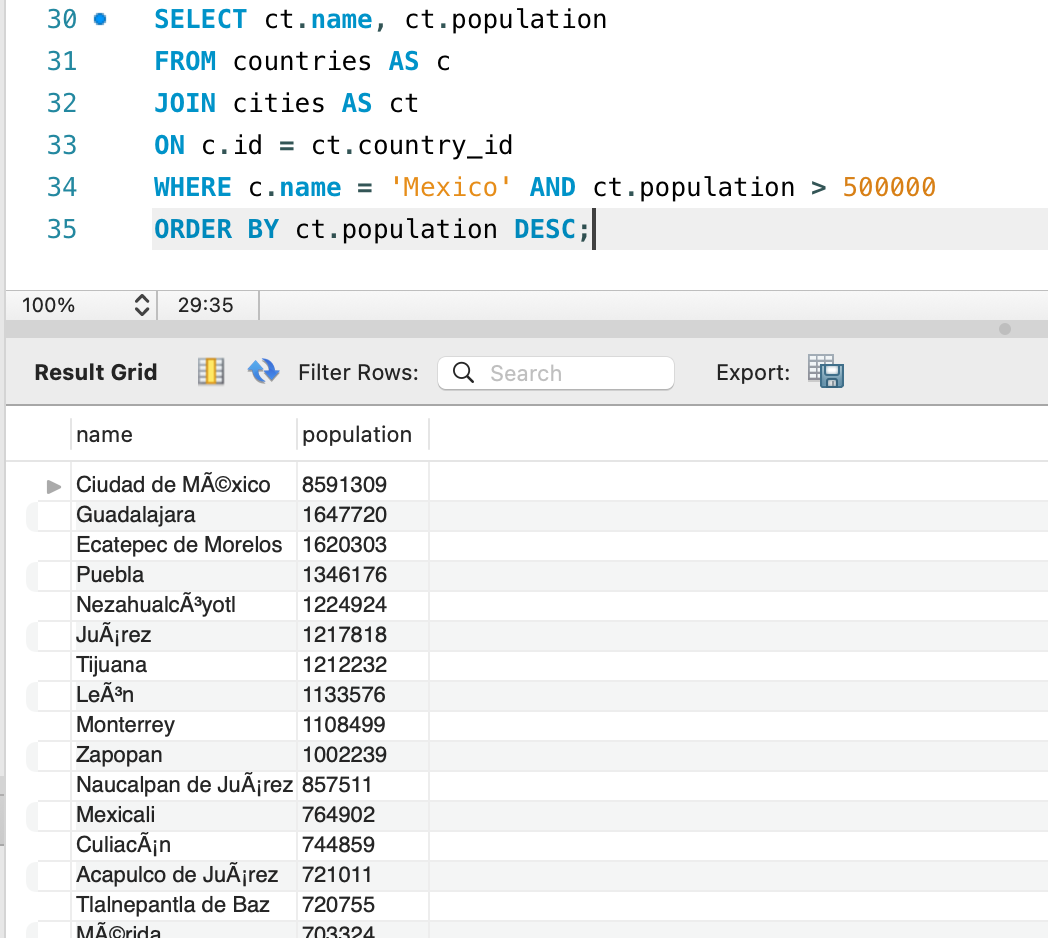 30 SELECT ct.name, ct.population
31 FROM countries AS c
32 JOIN cities AS ct
33 ON c.id = ct.country_id
34 WHERE c.name = 'Mexico' AND ct.population > 500000
35 ORDER BY ct.population DESC;
100% 29:35
Result Grid Filter Rows: Search Export:
name population
Ciudad de MÃ©xico 8591309
Guadalajara 1647720
Ecatepec de Morelos 1620303
Puebla 1346176
NezahualcÃ³yotl 1224924
JuÃ¡rez 1217818
Tijuana 1212232
LeÃ³n 1133576
Monterrey 1108499
Zapopan 1002239
Naucalpan de JuÃ¡rez 857511
Mexicali 764902
CuliacÃ¡n 744859
Acapulco de JuÃ¡rez 721011
Tlalnepantla de Baz 720755
MÃ©rida 703324